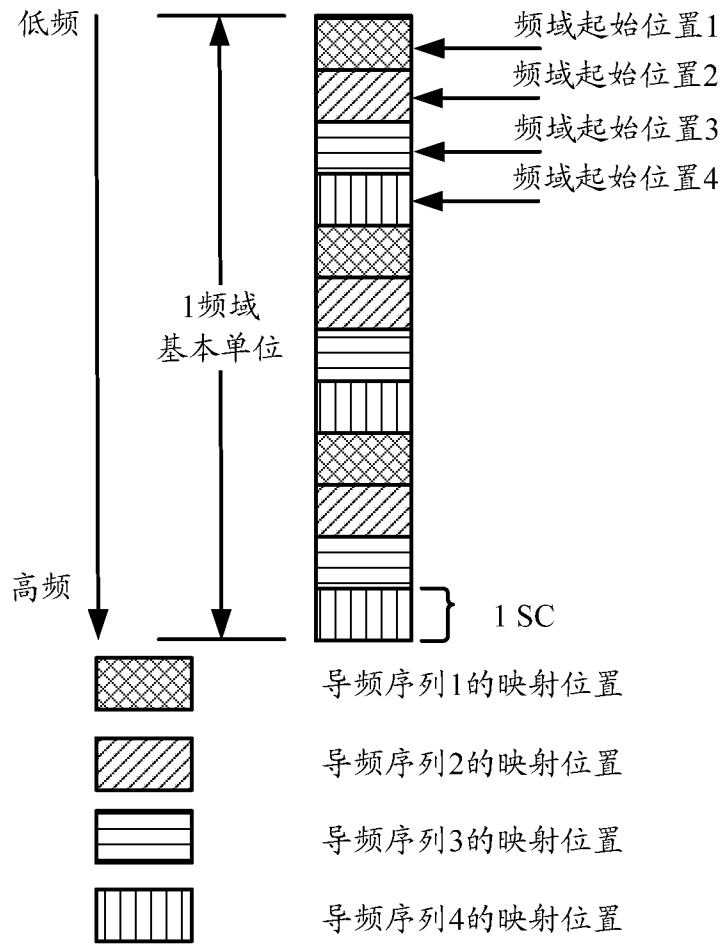 低频
频域起始位置1
频域起始位置2
频域起始位置3
频域起始位置4
1频域
基本单位
高频
1 SC
导频序列1的映射位置
导频序列2的映射位置
导频序列3的映射位置
导频序列4的映射位置